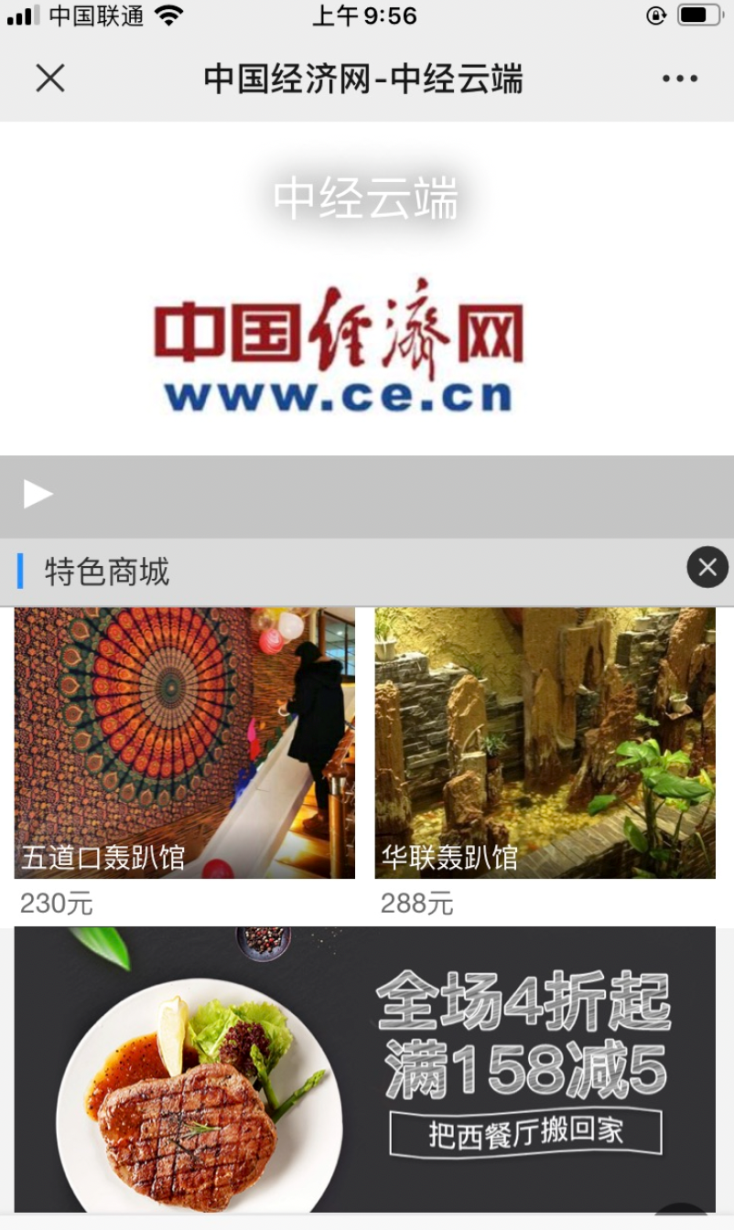 中国联通 上午9:56
中国经济网-中经云端
中经云端
中国经济网
www.ce.cn
特色商城
五道口轰趴馆 华联轰趴馆
230元 288元
全场4折起
满158减5
把西餐厅搬回家